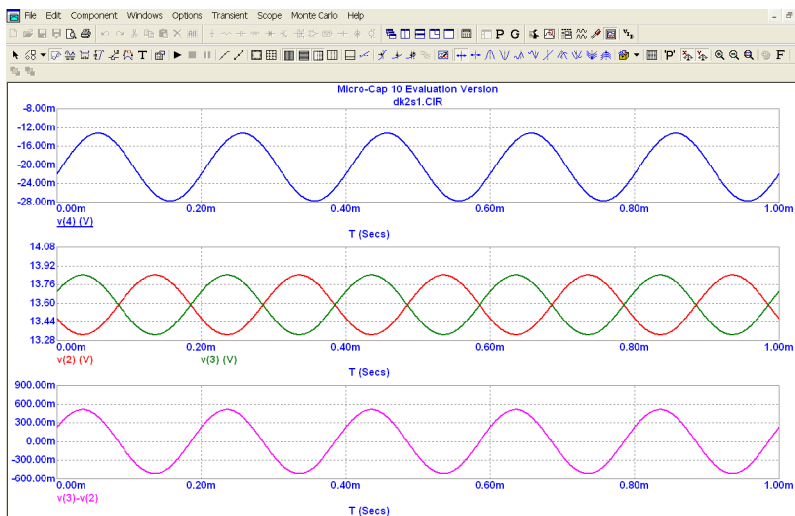 File Edit Component Windows Options Transient Scope Monte Carlo Help
T P G 'P' F
Micro-Cap 10 Evaluation Version
dk2s1.CIR
-8.00m
-12.00m
-16.00m
-20.00m
-24.00m
-28.00m
0.00m 0.20m 0.40m 0.60m 0.80m 1.00m
v(4) (V)
T (Secs)
14.08
13.92
13.76
13.60
13.44
13.28
0.00m 0.20m 0.40m 0.60m 0.80m 1.00m
v(2) (V) v(3) (V)
T (Secs)
900.00m
600.00m
300.00m
0.00m
-300.00m
-600.00m
0.00m 0.20m 0.40m 0.60m 0.80m 1.00m
v(3)-v(2)
T (Secs)